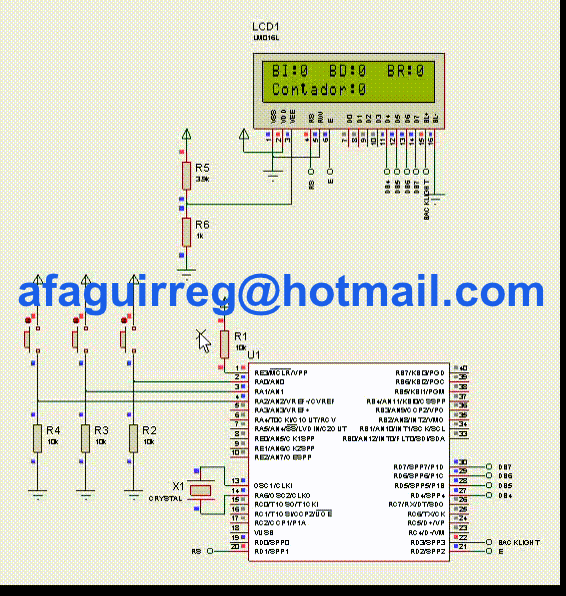 LCD1
LM016L
BI:0 BD:0 BR:0
Contador:0
VSS VDD VEE RS RW E D0 D1 D2 D3 D4 D5 D6 D7 BL+ BL-
1 2 3 4 5 6 7 8 9 10 11 12 13 14 15 16
RS E DB4 DB5 DB6 DB7 BACKLIGHT
R5
3.9k
R6
1k
afaguirreg@hotmail.com
R1
10k
U1
1 RE3/MCLR/VPP RB7/KBI3/PGD 40
2 RA0/AN0 RB6/KBI2/PGC 39
3 RA1/AN1 RB5/KBI1/PGM 38
4 RA2/AN2/VREF-/CVREF RB4/AN11/KBI0/CSSPP 37
5 RA3/AN3/VREF+ RB3/AN9/CCP2/VPO 36
6 RA4/T0CKI/C1OUT/RCV RB2/AN8/INT2/VMO 35
7 RA5/AN4/SS/LVDIN/C2OUT RB1/AN10/INT1/SCK/SCL 34
8 RE0/AN5/CK1SPP RB0/AN12/INT0/FLT0/SDI/SDA 33
9 RE1/AN6/CK2SPP
10 RE2/AN7/OESPP
R4
10k
R3
10k
R2
10k
RD7/SPP7/P1D 30 DB7
RD6/SPP6/P1C 29 DB6
RD5/SPP5/P1B 28 DB5
RD4/SPP4 27 DB4
X1
CRYSTAL
13 OSC1/CLKI
14 RA6/OSC2/CLKO
15 RC0/T1OSO/T1CKI RC7/RX/DT/SDO 26
16 RC1/T1OSI/CCP2/UOE RC6/TX/CK 25
17 RC2/CCP1/P1A RC5/D+/VP 24
18 VUSB RC4/D-/VM 23
19 RD0/SPP0 RD3/SPP3 22 BACKLIGHT
RS 20 RD1/SPP1 RD2/SPP2 21 E